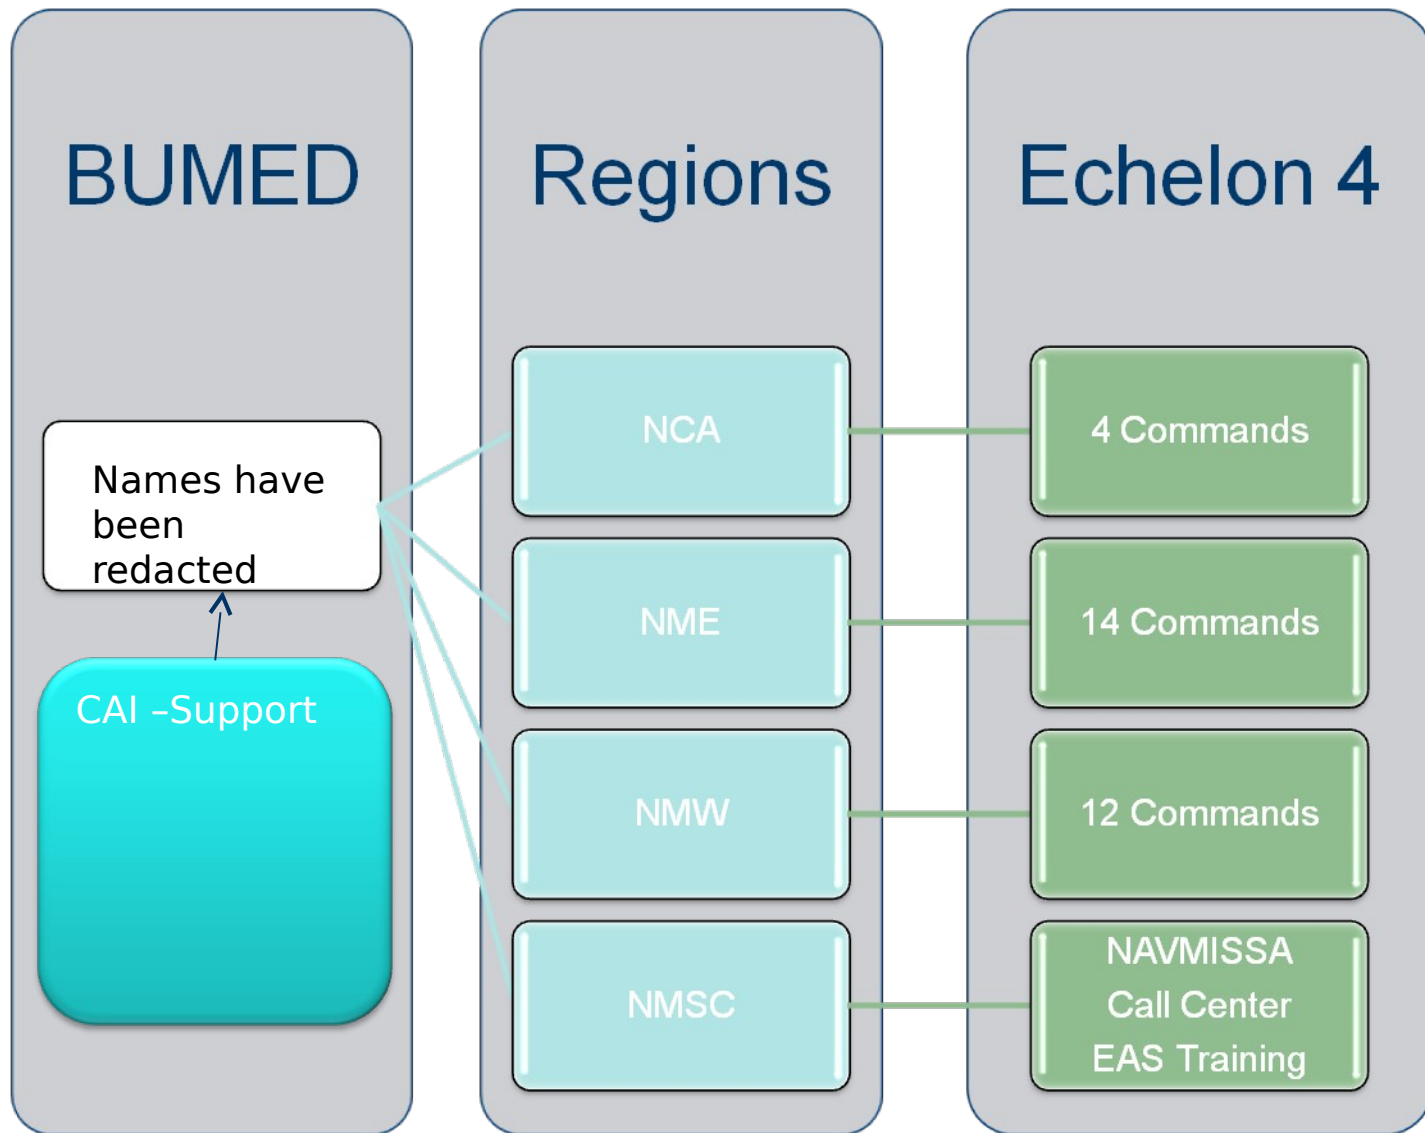 BUMED
Names have
been
redacted
CAI –Support
Regions
NCA
NME
NMW
NMSC
Echelon 4
4 Commands
14 Commands
12 Commands
NAVMISSA
Call Center
EAS Training